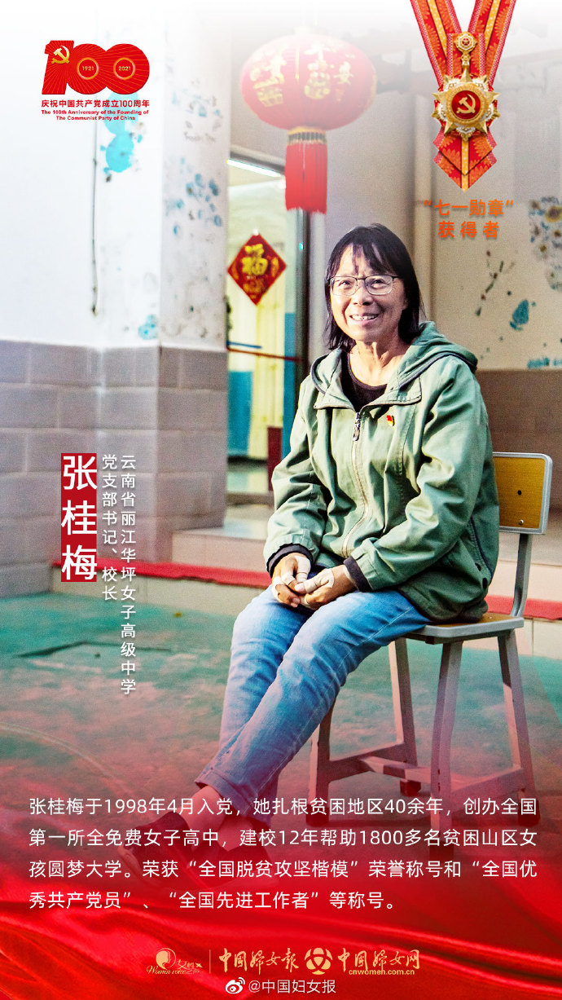 100
1921 2021
庆祝中国共产党成立100周年
The 100th Anniversary of the Founding of
The Communist Party of China
“七一勋章”
获得者
福
张桂梅
云南省丽江华坪女子高级中学
党支部书记、校长
张桂梅于1998年4月入党，她扎根贫困地区40余年，创办全国
第一所全免费女子高中，建校12年帮助1800多名贫困山区女
孩圆梦大学。荣获“全国脱贫攻坚楷模”荣誉称号和“全国优
秀共产党员”、“全国先进工作者”等称号。
Women voice
中国妇女报 中国妇女网
cnwomen.com.cn
@中国妇女报